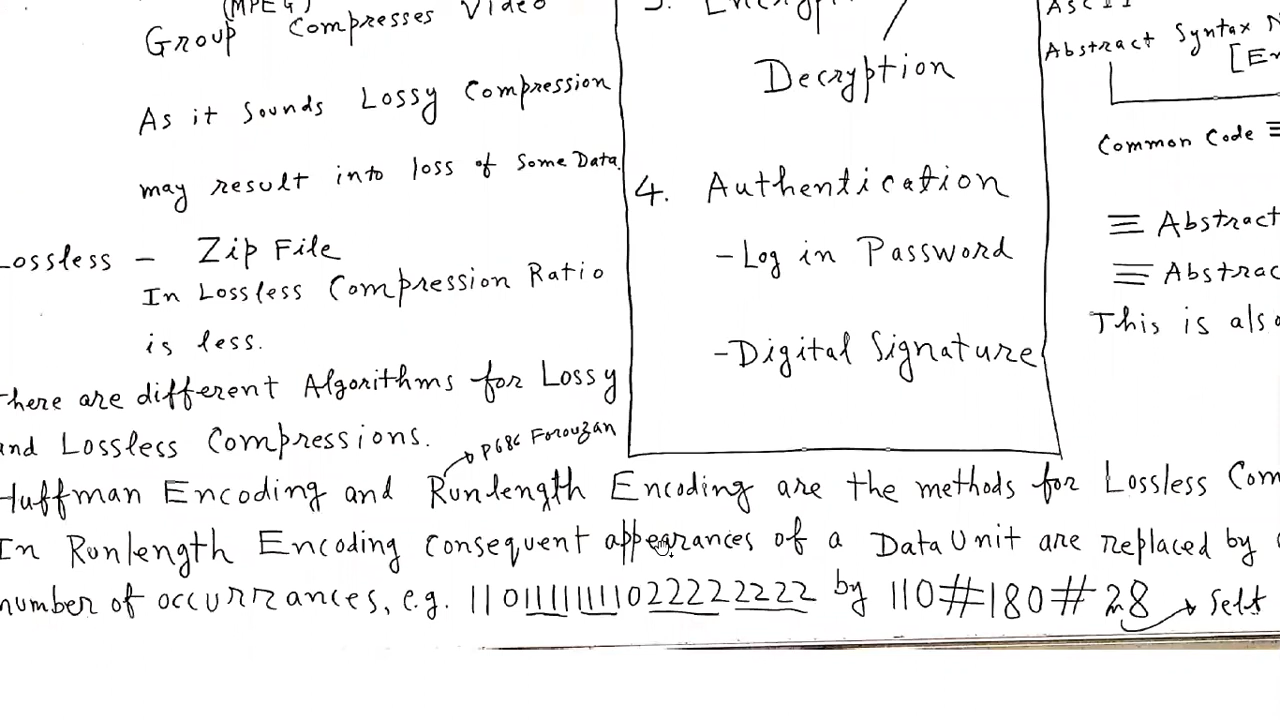 (MPEG)
Group Compresses Video
As it sounds Lossy Compression
may result into loss of Some Data.
Lossless - Zip File
In Lossless Compression Ratio
is less.
There are different Algorithms for Lossy
and Lossless Compressions.
P686 Forouzan
Huffman Encoding and Runlength Encoding are the methods for Lossless Com
In Runlength Encoding consequent appearances of a Data Unit are replaced by
number of occurrances, e.g. 11011111111022222222 by 110#180#28
Decryption
4. Authentication
- Log in Password
- Digital Signature
ASCII
Abstract Syntax N
[En
Common Code ≡
≡ Abstract
≡ Abstrac
This is also